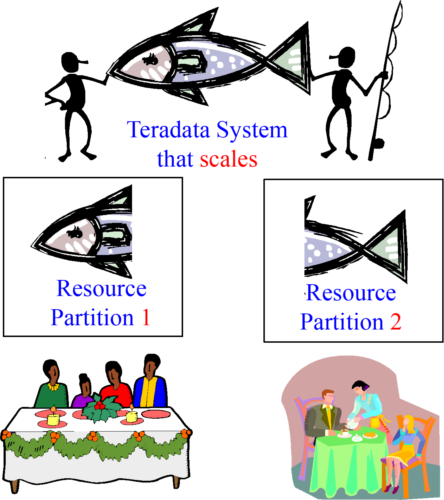 Teradata System
that scales
Resource
Partition 1
Resource
Partition 2